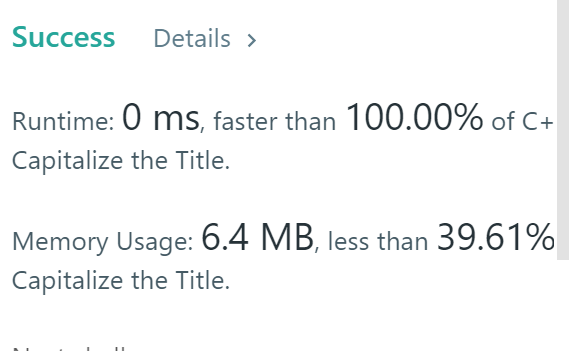 Success Details >
Runtime: 0 ms, faster than 100.00% of C+
Capitalize the Title.
Memory Usage: 6.4 MB, less than 39.61%
Capitalize the Title.